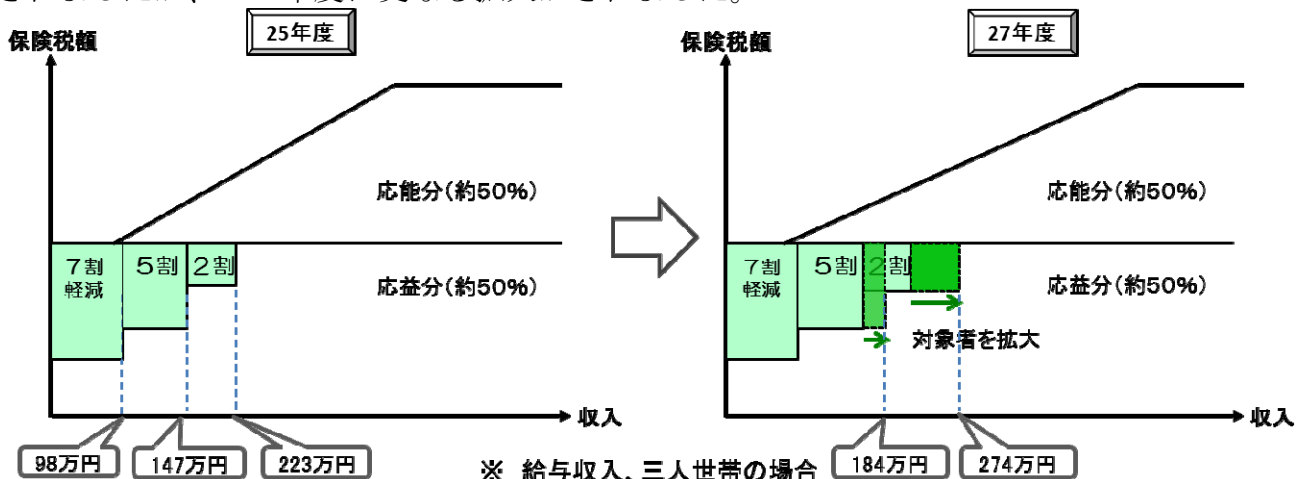 25年度
保険税額
応能分(約50%)
7割
軽減
5割
2割
応益分(約50%)
収入
98万円
147万円
223万円
27年度
保険税額
応能分(約50%)
7割
軽減
5割
2割
応益分(約50%)
対象者を拡大
収入
184万円
274万円
※ 給与収入、三人世帯の場合